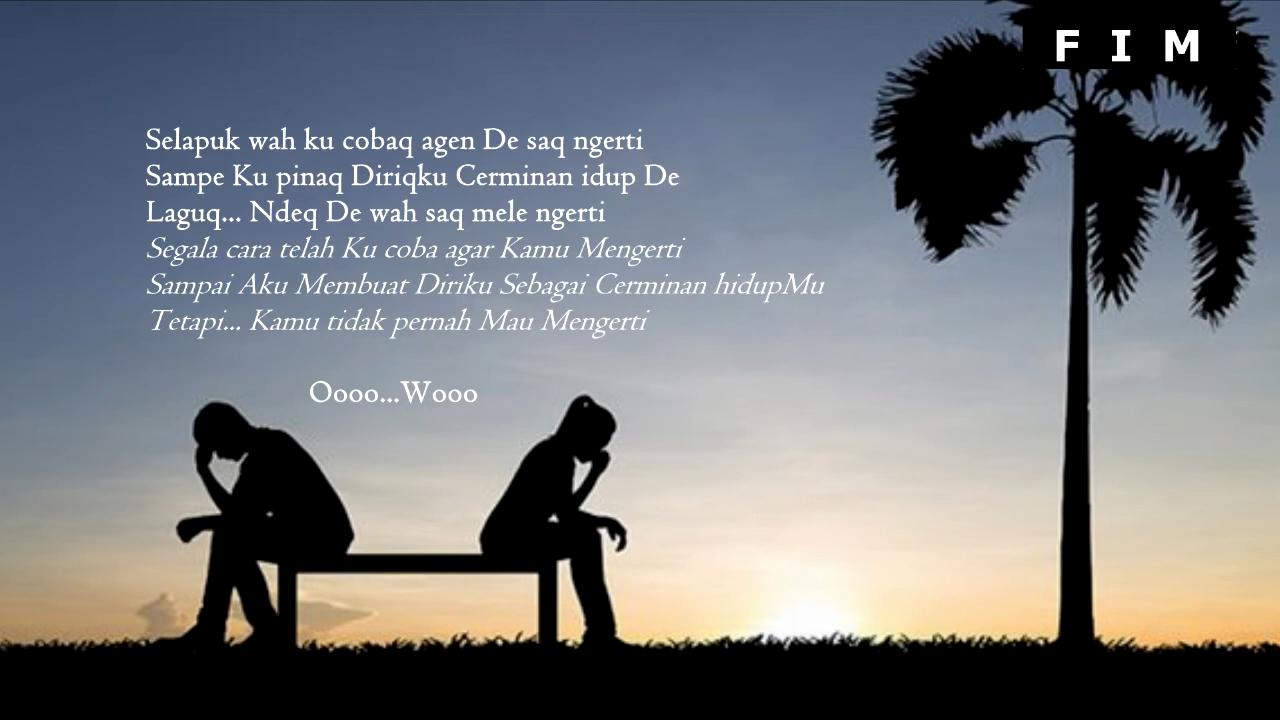 F I M
Selapuk wah ku cobaq agen De saq ngerti
Sampe Ku pinaq Diriqku Cerminan idup De
Laguq... Ndeq De wah saq mele ngerti
Segala cara telah Ku coba agar Kamu Mengerti
Sampai Aku Membuat Diriku Sebagai Cerminan hidupMu
Tetapi... Kamu tidak pernah Mau Mengerti
Oooo...Wooo